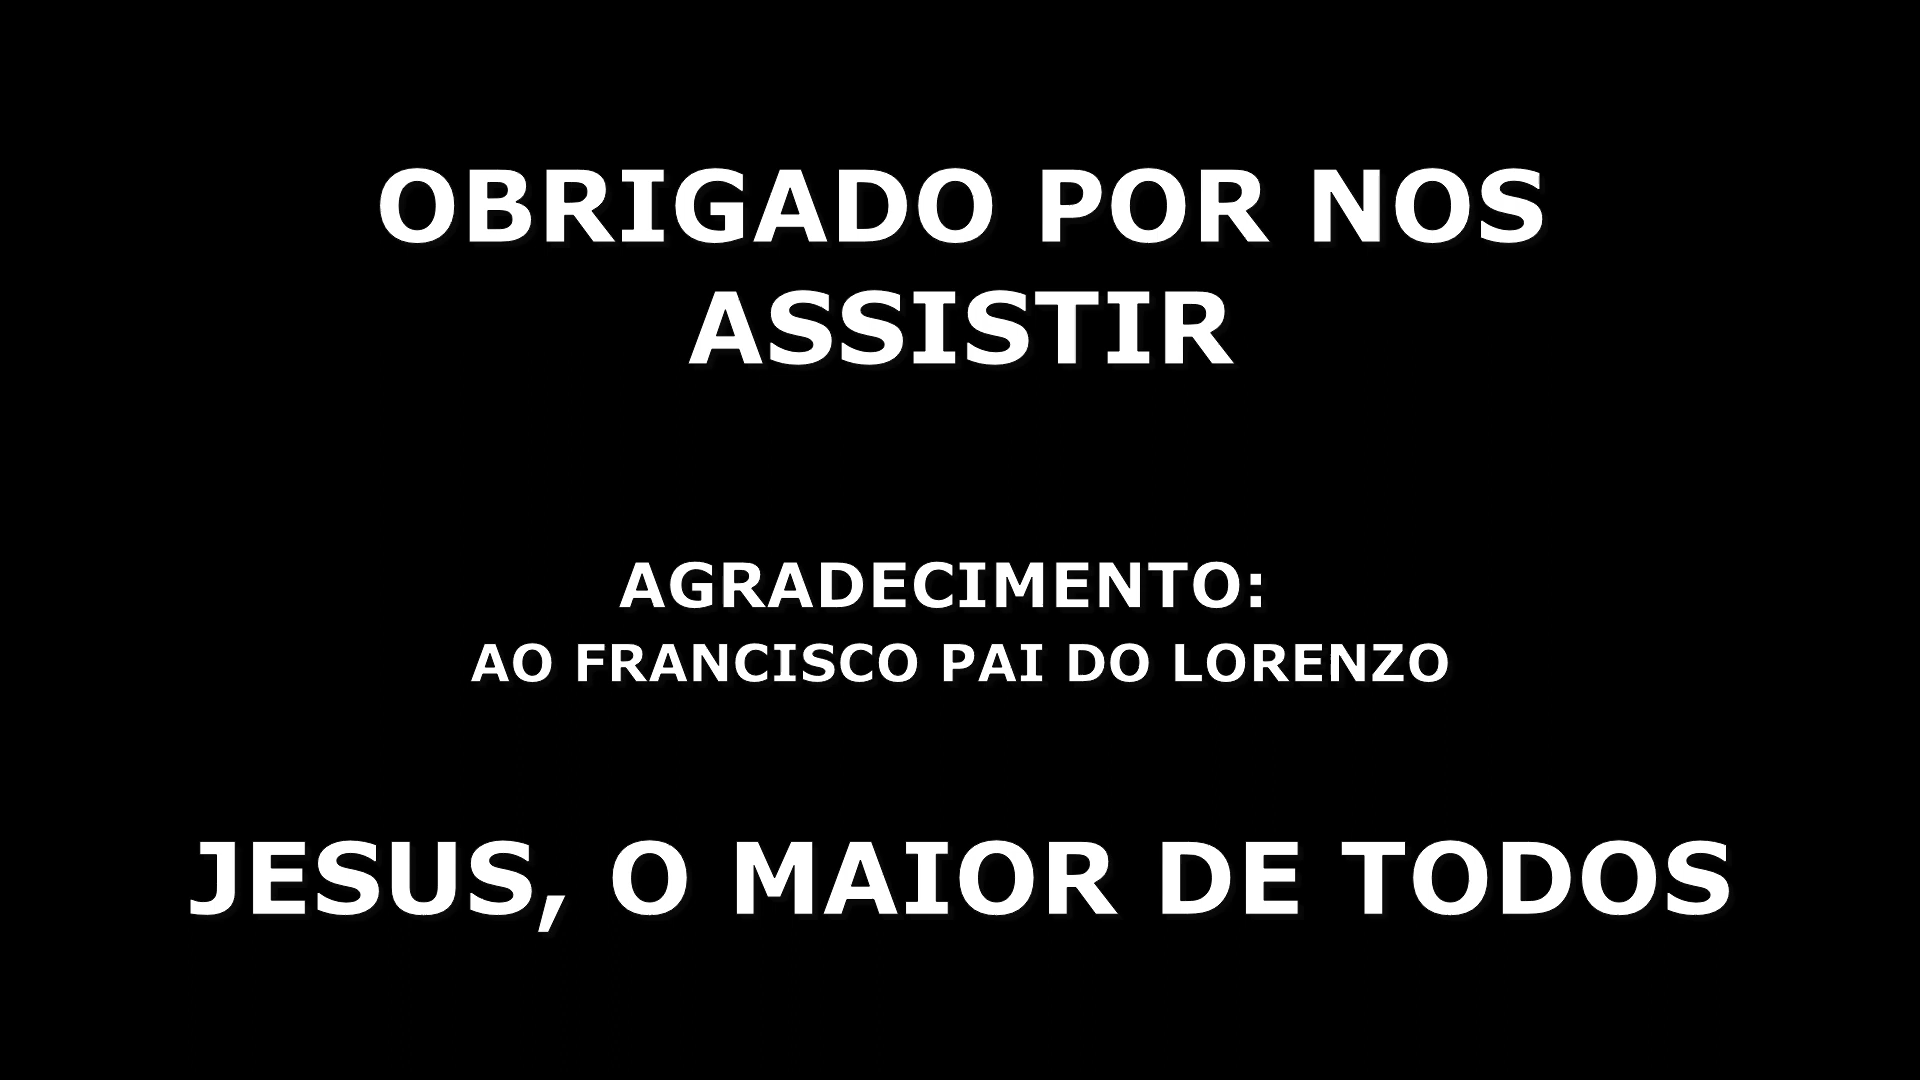 OBRIGADO POR NOS
ASSISTIR
AGRADECIMENTO:
AO FRANCISCO PAI DO LORENZO
JESUS, O MAIOR DE TODOS